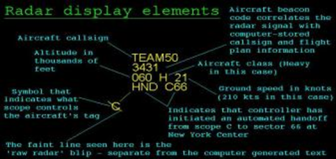 Radar display elements
Aircraft beacon
code correlates the
radar signal with
computer-stored
callsign and flight
plan information
Aircraft callsign
Altitude in
thousands of
feet
TEAM50
3431
060 H 21
HND C66
Aircraft class (Heavy
in this case)
Ground speed in knots
(210 kts in this case)
Symbol that
indicates what
scope controls
the aircraft's tag
C
Indicates that controller has
initiated an automated handoff
from scope C to sector 66 at
New York Center
The faint line seen here is the
'raw radar' blip - separate from the computer generated text